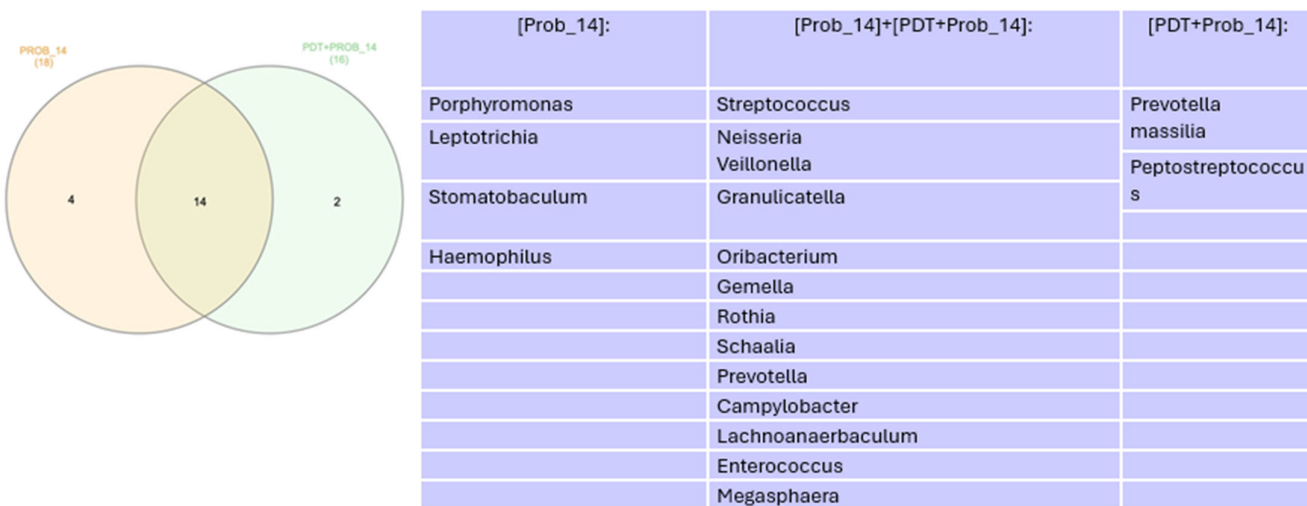 PROB_14
(18)
PDT+PROB_14
(16)
4
14
2
[Prob_14]:
[Prob_14]+[PDT+Prob_14]:
[PDT+Prob_14]:
Porphyromonas
Streptococcus
Prevotella
massilia
Leptotrichia
Neisseria
Veillonella
Peptostreptococcu
s
Stomatobaculum
Granulicatella
Haemophilus
Oribacterium
Gemella
Rothia
Schaalia
Prevotella
Campylobacter
Lachnoanaerbaculum
Enterococcus
Megasphaera